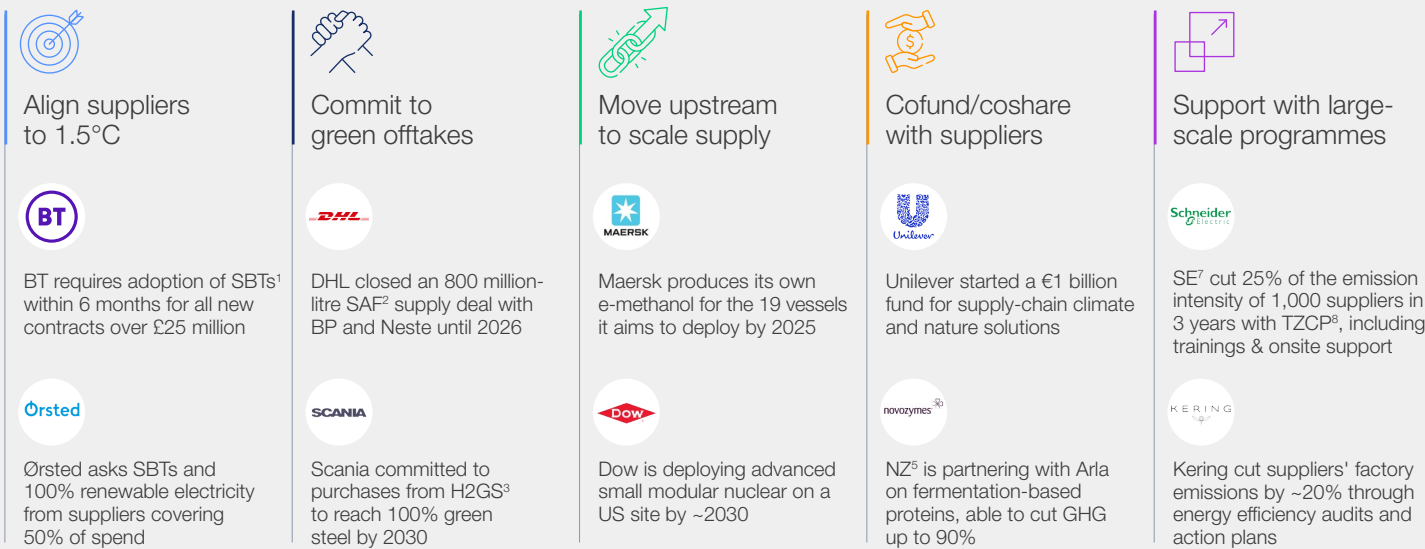 Align suppliers
to 1.5°C
BT
BT requires adoption of SBTs¹
within 6 months for all new
contracts over £25 million
Ørsted
Ørsted asks SBTs and
100% renewable electricity
from suppliers covering
50% of spend
Commit to
green offtakes
DHL
DHL closed an 800 million-
litre SAF² supply deal with
BP and Neste until 2026
SCANIA
Scania committed to
purchases from H2GS³
to reach 100% green
steel by 2030
Move upstream
to scale supply
MAERSK
Maersk produces its own
e-methanol for the 19 vessels
it aims to deploy by 2025
Dow
Dow is deploying advanced
small modular nuclear on a
US site by ~2030
$
Cofund/coshare
with suppliers
Unilever
Unilever started a €1 billion
fund for supply-chain climate
and nature solutions
novozymes
NZ⁵ is partnering with Arla
on fermentation-based
proteins, able to cut GHG
up to 90%
Support with large-
scale programmes
Schneider
Electric
SE⁷ cut 25% of the emission
intensity of 1,000 suppliers in
3 years with TZCP⁸, including
trainings & onsite support
KERING
Kering cut suppliers' factory
emissions by ~20% through
energy efficiency audits and
action plans